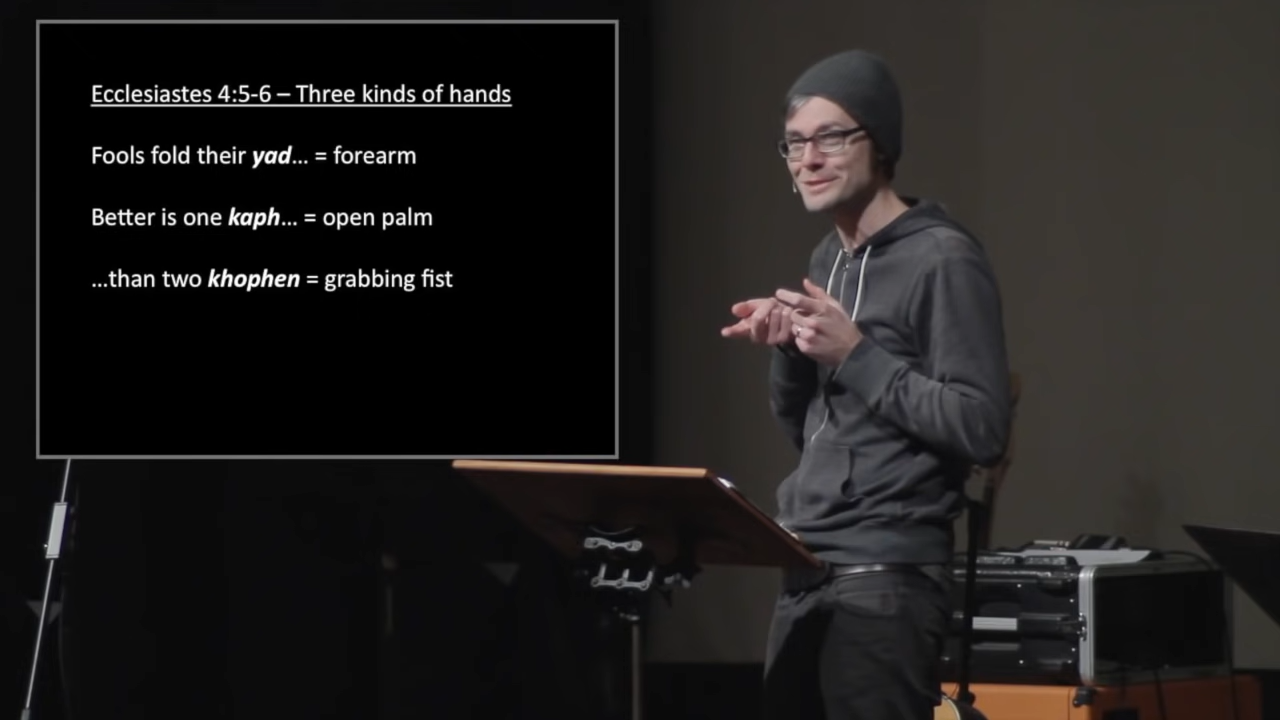 Ecclesiastes 4:5-6 – Three kinds of hands
Fools fold their yad... = forearm
Better is one kaph... = open palm
...than two khophen = grabbing fist